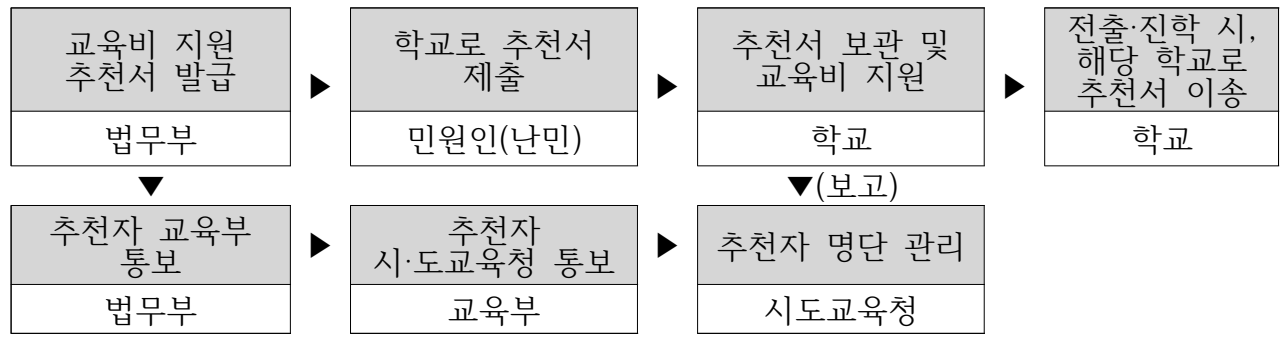 교육비 지원
추천서 발급
법무부
▶
학교로 추천서
제출
민원인(난민)
▶
추천서 보관 및
교육비 지원
학교
▶
전출·진학 시,
해당 학교로
추천서 이송
학교
▼
▼(보고)
추천자 교육부
통보
법무부
▶
추천자
시·도교육청 통보
교육부
▶
추천자 명단 관리
시도교육청